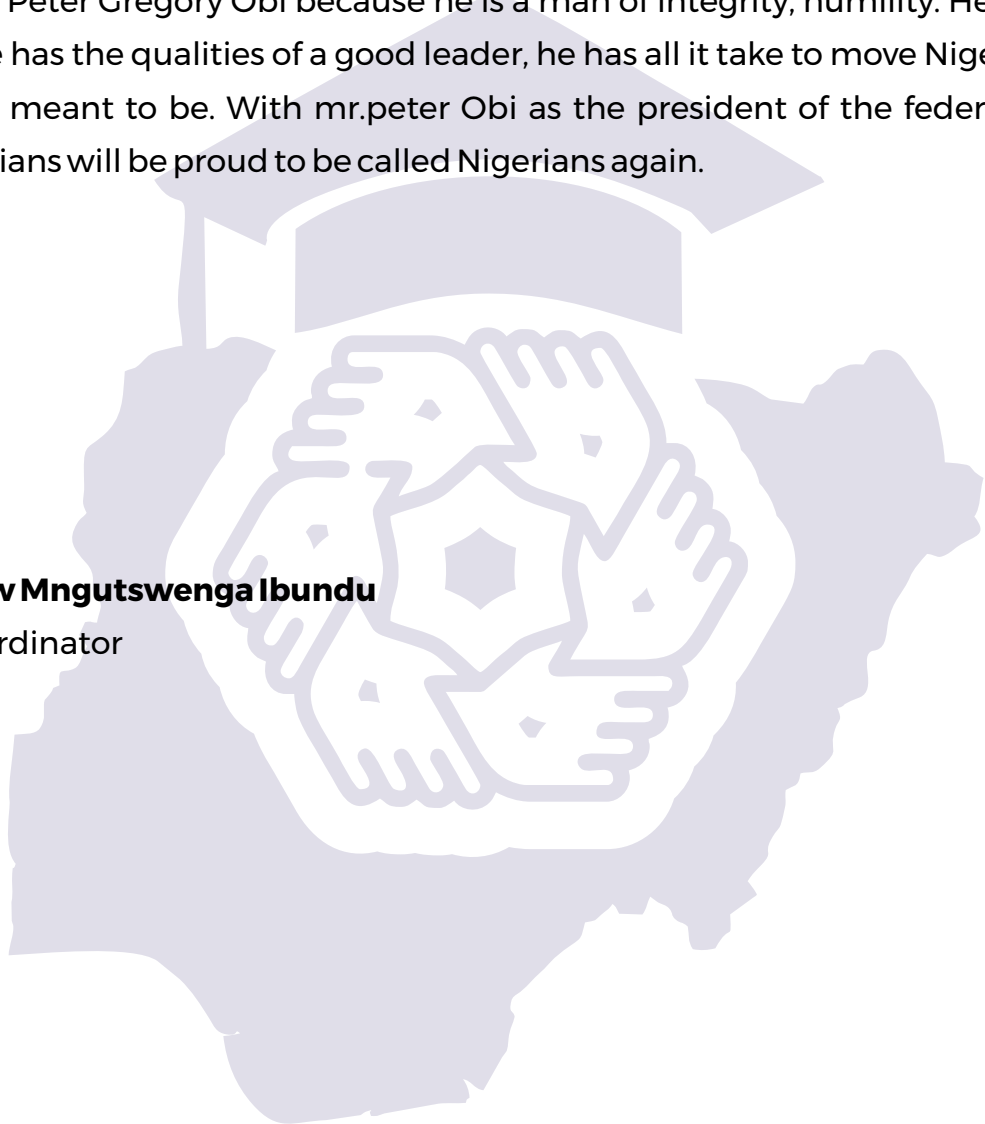 Peter Gregory Obi because he is a man of integrity, humility. He
has the qualities of a good leader, he has all it take to move Nige
meant to be. With mr.peter Obi as the president of the feder
ians will be proud to be called Nigerians again.
w Mngutswenga Ibundu
rdinator